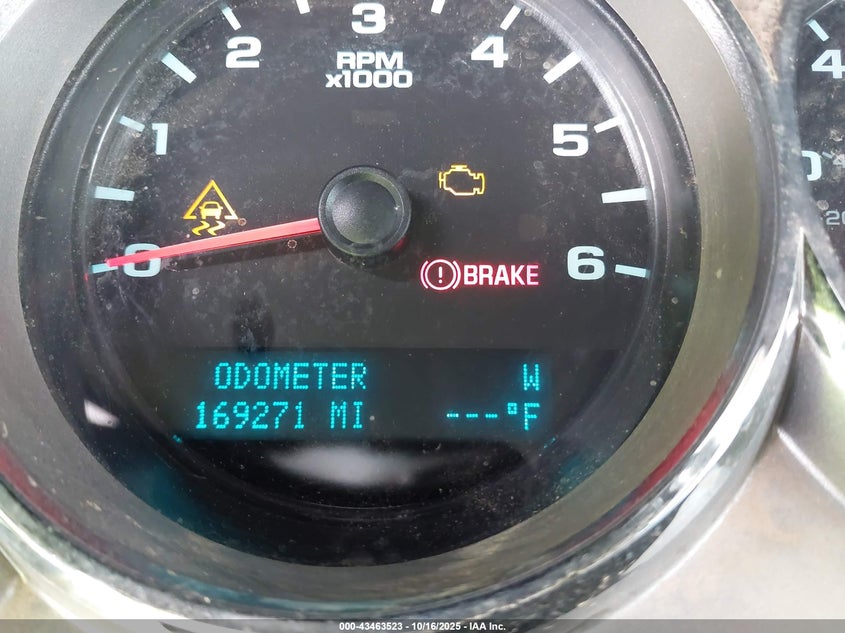 3
2
4
RPM
x1000
1
5
0
6
BRAKE
ODOMETER W
169271 MI ---°F
4
000-43463523 - 10/16/2025 - IAA Inc.